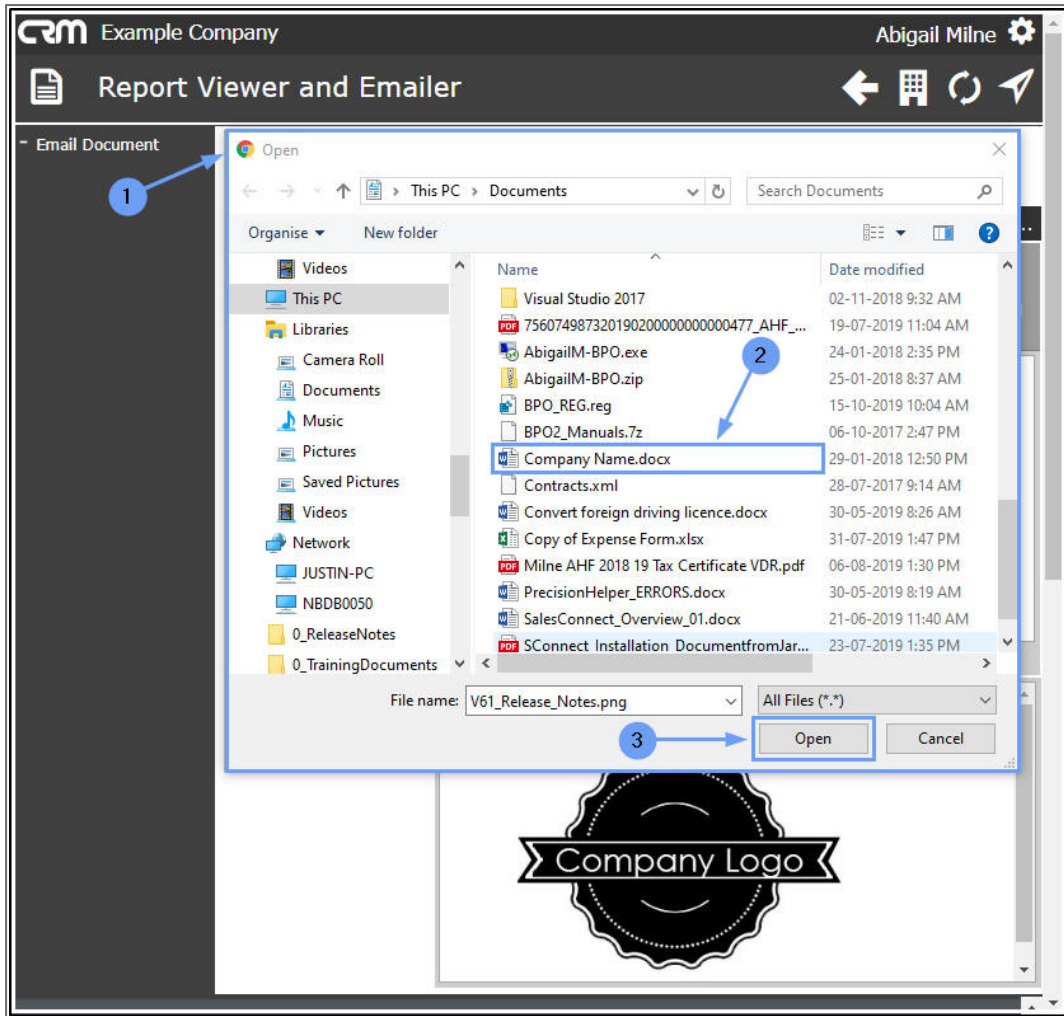 CRM Example Company Abigail Milne
Report Viewer and Emailer
- Email Document
Open
1
This PC > Documents
Search Documents
Organise New folder
Name Date modified
Videos
This PC
Libraries
Camera Roll
Documents
Music
Pictures
Saved Pictures
Videos
Network
JUSTIN-PC
NBDB0050
0_ReleaseNotes
0_TrainingDocuments
Visual Studio 2017 02-11-2018 9:32 AM
PDF 756074987320190200000000000477_AHF_... 19-07-2019 11:04 AM
AbigailM-BPO.exe 24-01-2018 2:35 PM
2
AbigailM-BPO.zip 25-01-2018 8:37 AM
BPO_REG.reg 15-10-2019 10:04 AM
BPO2_Manuals.7z 06-10-2017 2:47 PM
Company Name.docx 29-01-2018 12:50 PM
Contracts.xml 28-07-2017 9:14 AM
Convert foreign driving licence.docx 30-05-2019 8:26 AM
Copy of Expense Form.xlsx 31-07-2019 1:47 PM
PDF Milne AHF 2018 19 Tax Certificate VDR.pdf 06-08-2019 1:30 PM
PrecisionHelper_ERRORS.docx 30-05-2019 8:19 AM
SalesConnect_Overview_01.docx 21-06-2019 11:40 AM
PDF SConnect Installation DocumentfromJar... 23-07-2019 1:35 PM
File name: V61_Release_Notes.png All Files (*.*)
3
Open Cancel
Company Logo